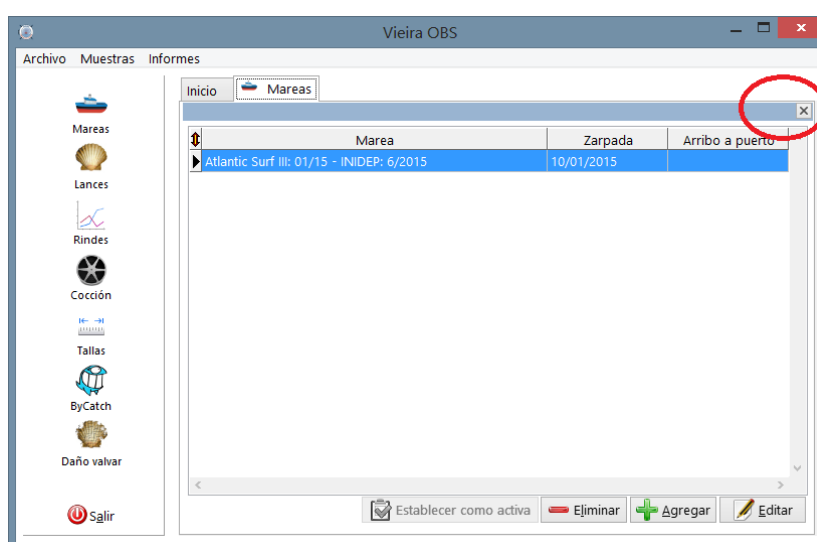 Vieira OBS
Archivo Muestras Informes
Inicio Mareas
Mareas
Lances
Rindes
Cocción
Tallas
ByCatch
Daño valvar
Salir
Marea Zarpada Arribo a puerto
Atlantic Surf III: 01/15 - INIDEP: 6/2015 10/01/2015
Establecer como activa Eliminar Agregar Editar